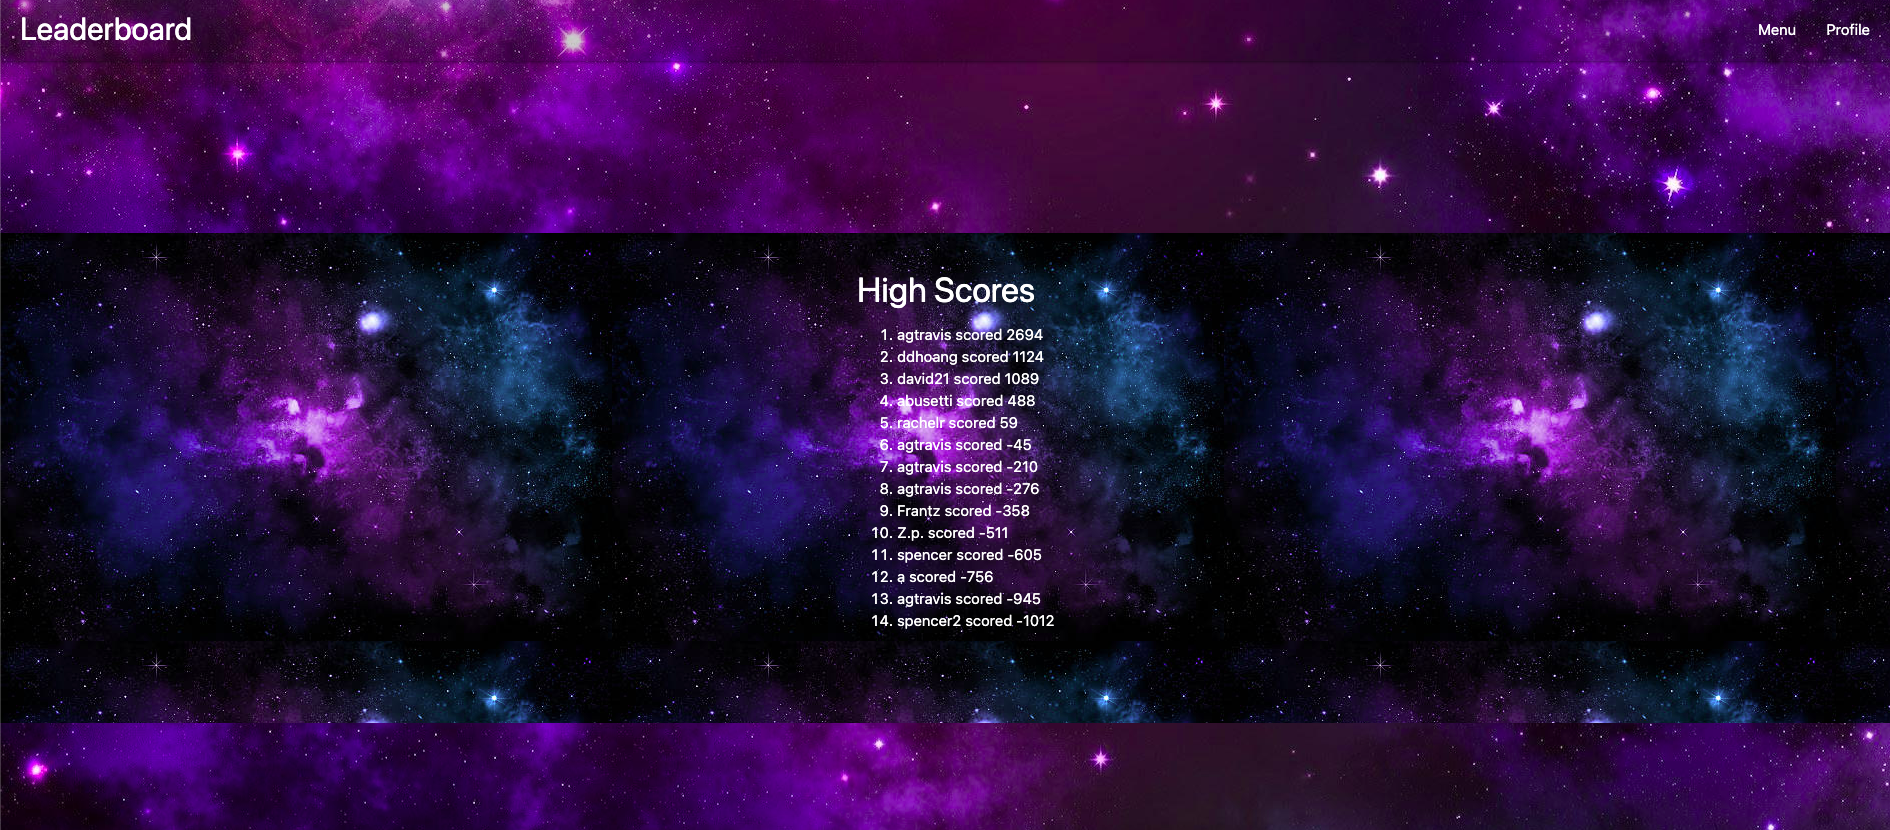 Leaderboard
Menu
Profile
High Scores
1. agtravis scored 2694
2. ddhoang scored 1124
3. david21 scored 1089
4. abusetti scored 488
5. rachelr scored 59
6. agtravis scored -45
7. agtravis scored -210
8. agtravis scored -276
9. Frantz scored -358
10. Z.p. scored -511
11. spencer scored -605
12. a scored -756
13. agtravis scored -945
14. spencer2 scored -1012